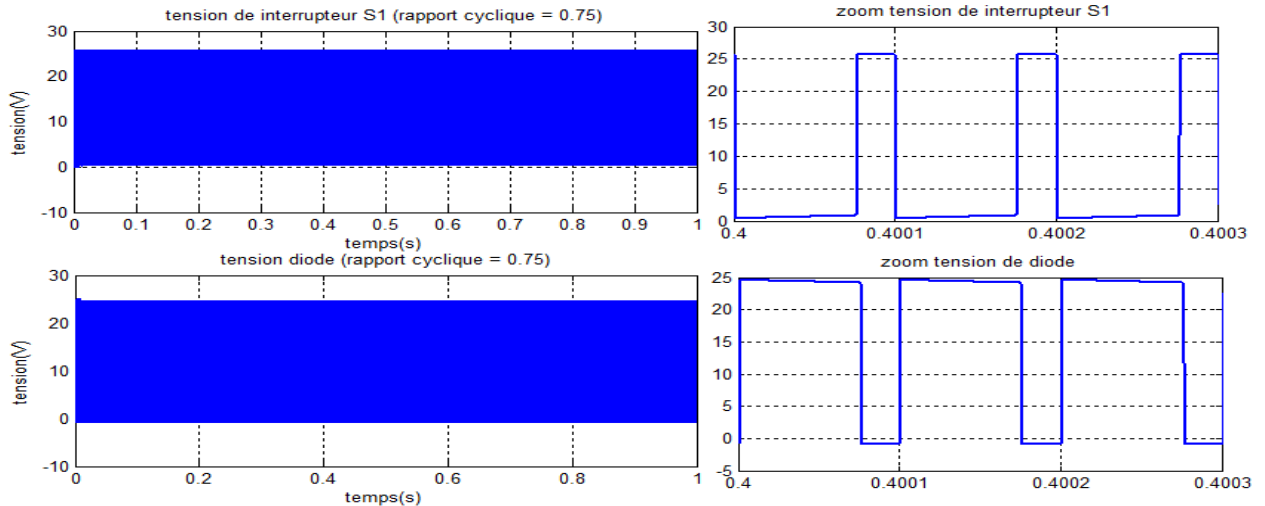 tension de interrupteur S1 (rapport cyclique = 0.75)
tension(V)
30
20
10
0
-10
0 0.1 0.2 0.3 0.4 0.5 0.6 0.7 0.8 0.9 1
temps(s)
zoom tension de interrupteur S1
30
25
20
15
10
5
0
0.4 0.4001 0.4002 0.4003
tension diode (rapport cyclique = 0.75)
tension(V)
30
20
10
0
-10
0 0.2 0.4 0.6 0.8 1
temps(s)
zoom tension de diode
25
20
15
10
5
0
-5
0.4 0.4001 0.4002 0.4003